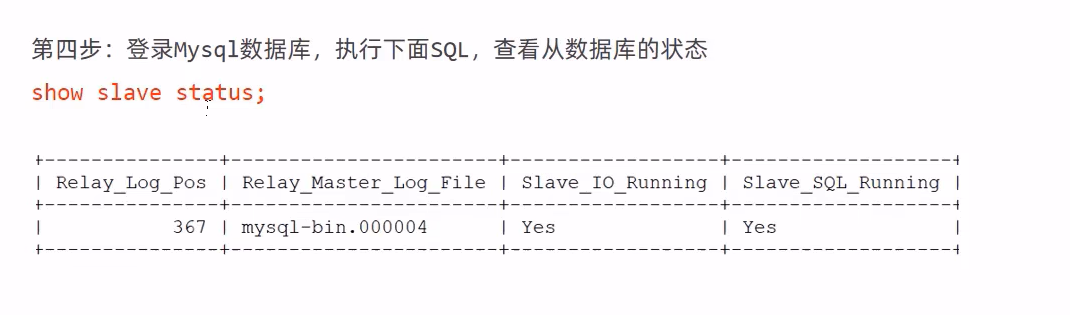 第四步：登录Mysql数据库，执行下面SQL，查看从数据库的状态
show slave status;
+---------------+-----------------------+------------------+-------------------+
| Relay_Log_Pos | Relay_Master_Log_File | Slave_IO_Running | Slave_SQL_Running |
+---------------+-----------------------+------------------+-------------------+
|           367 | mysql-bin.000004      | Yes              | Yes               |
+---------------+-----------------------+------------------+-------------------+